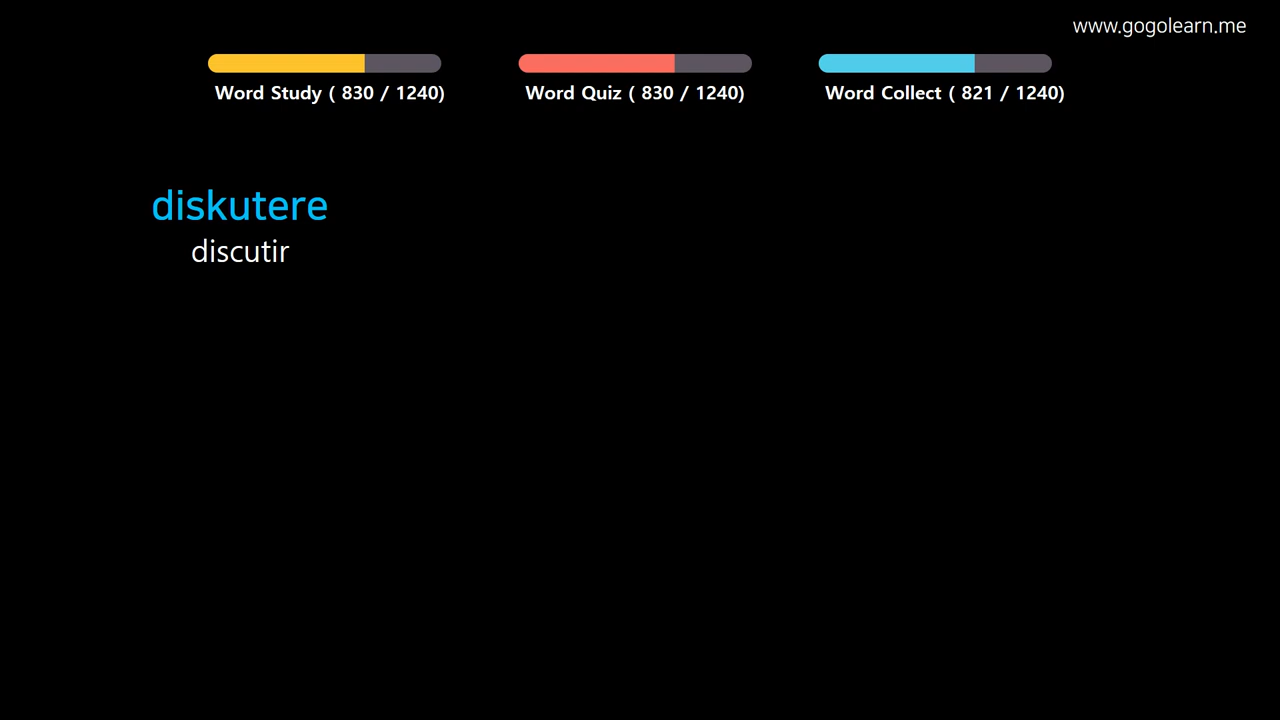 www.gogolearn.me
Word Study ( 830 / 1240)
Word Quiz ( 830 / 1240)
Word Collect ( 821 / 1240)
diskutere
discutir